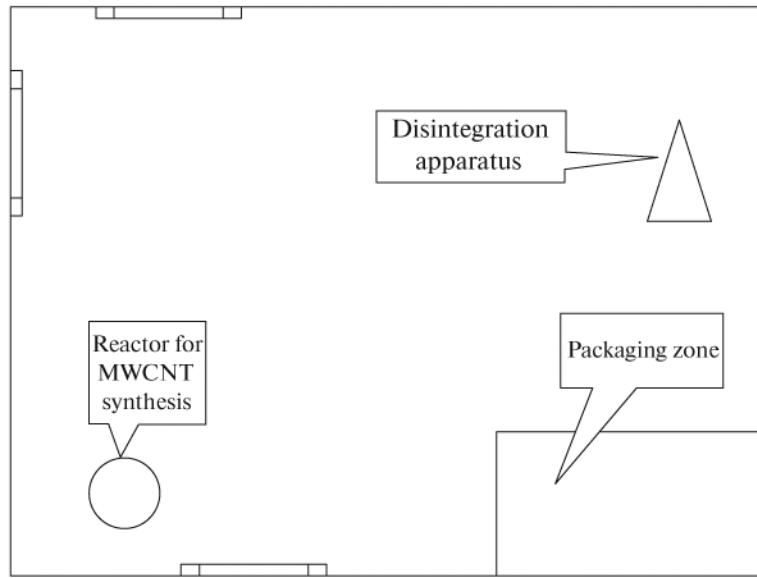 Disintegration
apparatus
Reactor for
MWCNT
synthesis
Packaging zone